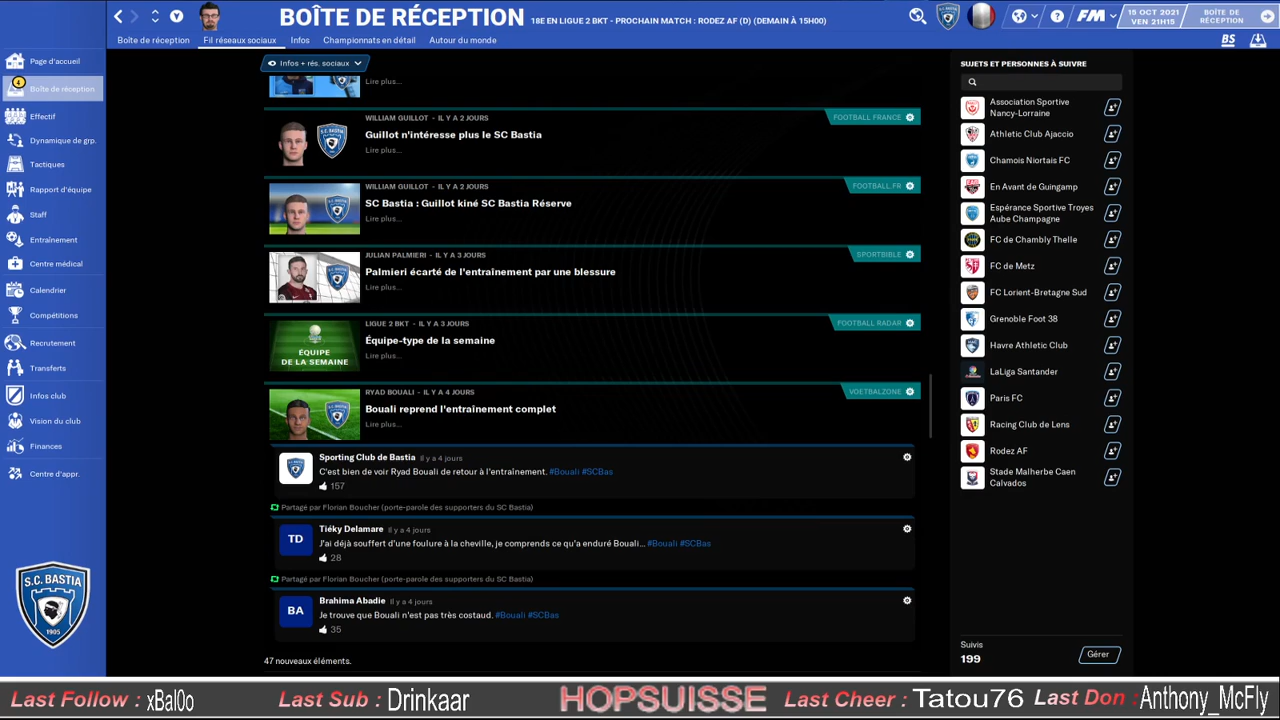 BOÎTE DE RÉCEPTION
18E EN LIGUE 2 BKT - PROCHAIN MATCH : RODEZ AF (D) (DEMAIN À 15H00)
FM
15 OCT 2021
VEN 21H15
BOÎTE DE
RÉCEPTION
Boîte de réception
Fil réseaux sociaux
Infos
Championnats en détail
Autour du monde
BS
Page d'accueil
4
Boîte de réception
Effectif
Dynamique de grp.
Tactiques
Rapport d'équipe
Staff
Entraînement
Centre médical
Calendrier
Compétitions
Recrutement
Transferts
Infos club
Vision du club
Finances
Centre d'appr.
S.C. BASTIA
1905
Infos + rés. sociaux
Lire plus...
WILLIAM GUILLOT - IL Y A 2 JOURS
FOOTBALL FRANCE
Guillot n'intéresse plus le SC Bastia
Lire plus...
WILLIAM GUILLOT - IL Y A 2 JOURS
FOOTBALL.FR
SC Bastia : Guillot kiné SC Bastia Réserve
Lire plus...
JULIAN PALMIERI - IL Y A 3 JOURS
SPORTBIBLE
Palmieri écarté de l'entraînement par une blessure
Lire plus...
LIGUE 2 BKT - IL Y A 3 JOURS
FOOTBALL RADAR
Équipe-type de la semaine
Lire plus...
ÉQUIPE
DE LA SEMAINE
RYAD BOUALI - IL Y A 4 JOURS
VOETBALZONE
Bouali reprend l'entraînement complet
Lire plus...
Sporting Club de Bastia Il y a 4 jours
C'est bien de voir Ryad Bouali de retour à l'entraînement. #Bouali #SCBas
157
Partagé par Florian Boucher (porte-parole des supporters du SC Bastia)
TD
Tiéky Delamare Il y a 4 jours
J'ai déjà souffert d'une foulure à la cheville, je comprends ce qu'a enduré Bouali... #Bouali #SCBas
28
Partagé par Florian Boucher (porte-parole des supporters du SC Bastia)
BA
Brahima Abadie Il y a 4 jours
Je trouve que Bouali n'est pas très costaud. #Bouali #SCBas
35
47 nouveaux éléments.
SUJETS ET PERSONNES À SUIVRE
Association Sportive
Nancy-Lorraine
Athletic Club Ajaccio
Chamois Niortais FC
En Avant de Guingamp
Espérance Sportive Troyes
Aube Champagne
FC de Chambly Thelle
FC de Metz
FC Lorient-Bretagne Sud
Grenoble Foot 38
Havre Athletic Club
LaLiga Santander
Paris FC
Racing Club de Lens
Rodez AF
Stade Malherbe Caen
Calvados
Suivis
199
Gérer
Last Follow : xBal0o
Last Sub : Drinkaar
HOPSUISSE
Last Cheer : Tatou76
Last Don : Anthony_McFly